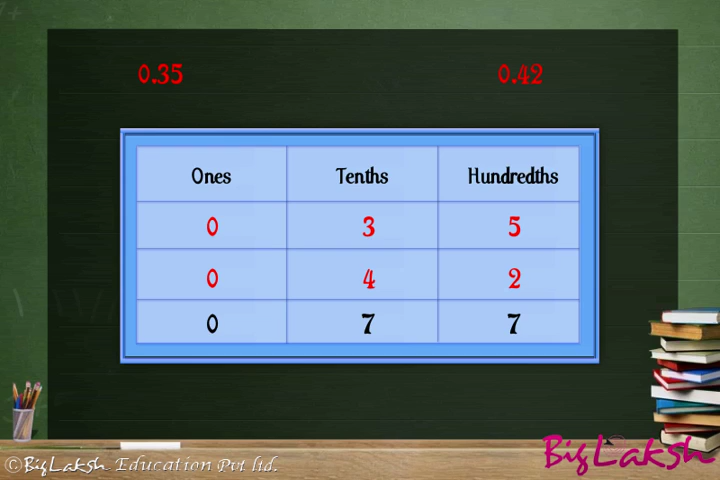 0.35 0.42
Ones Tenths Hundredths
0 3 5
0 4 2
0 7 7
©BigLaksh Education Pvt ltd.
BigLaksh